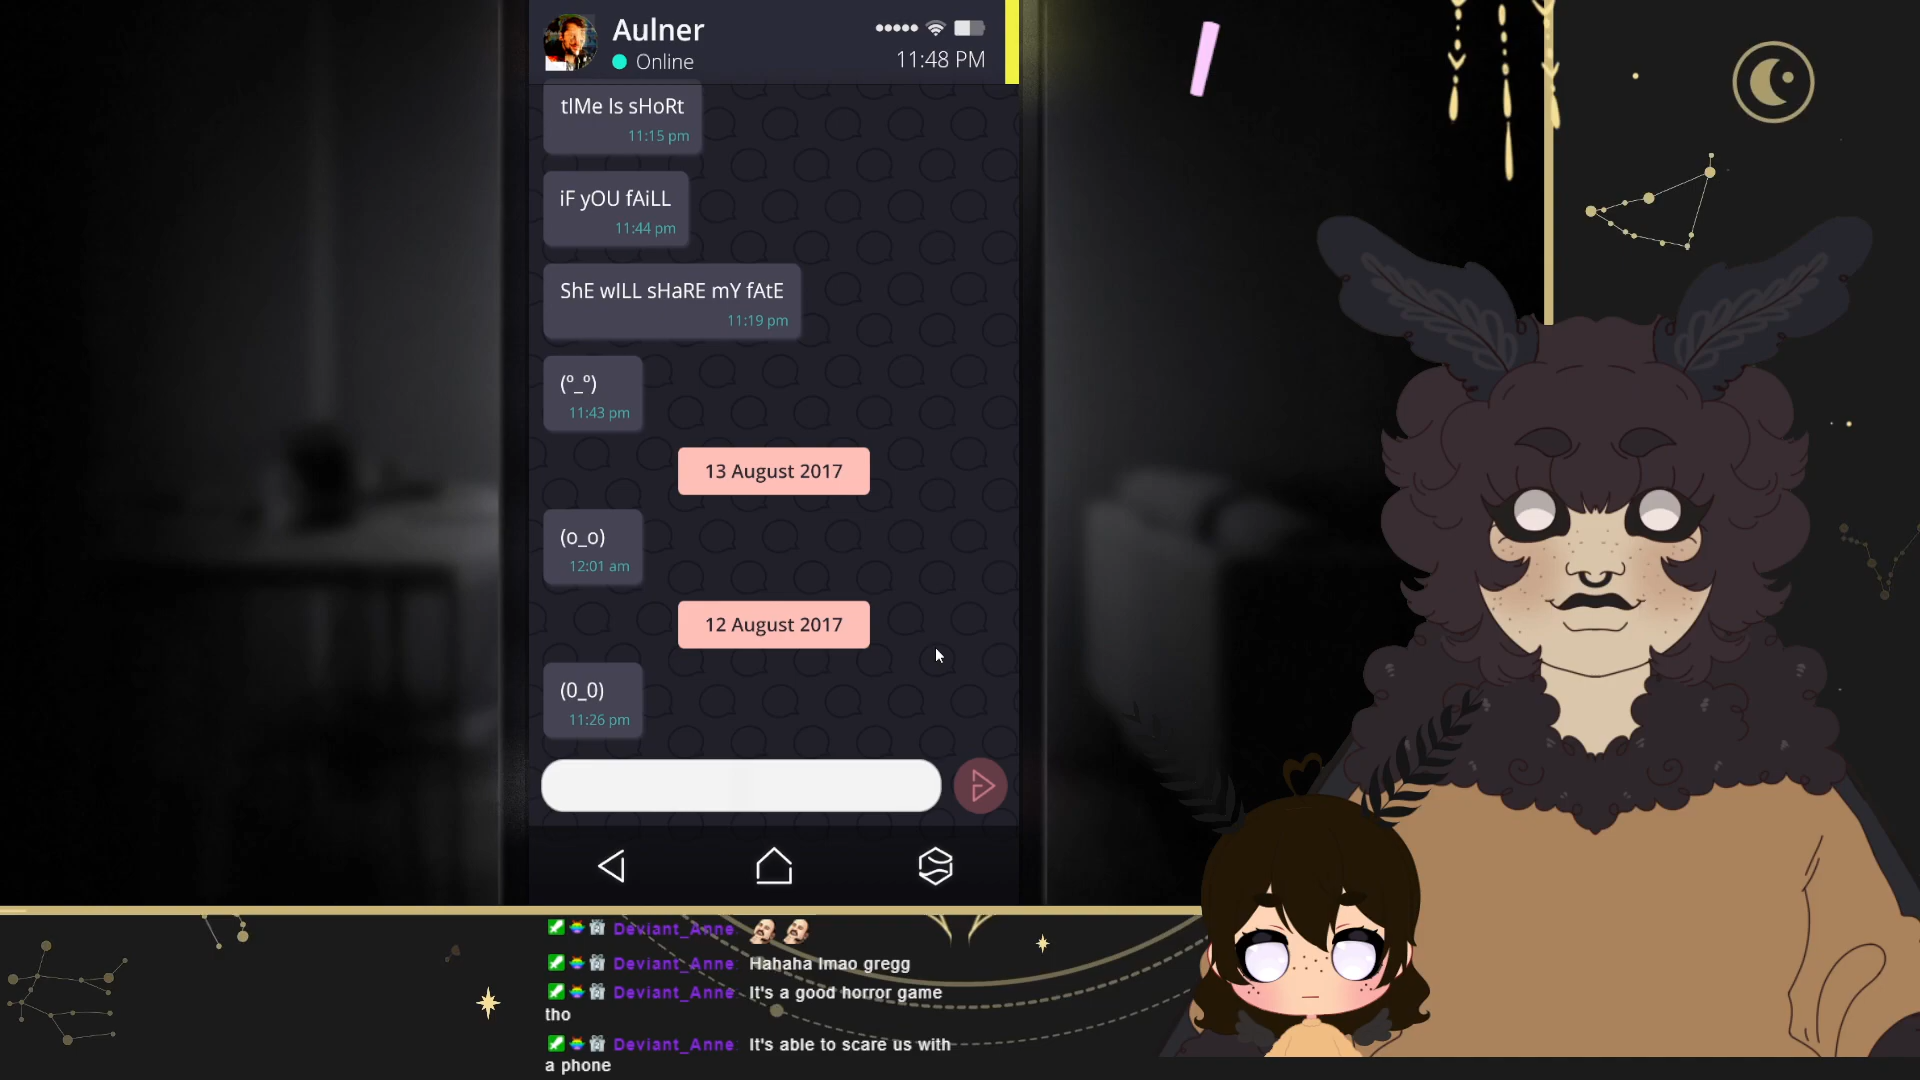 Aulner
Online
11:48 PM
tIMe Is sHoRt
11:15 pm
iF yOU fAiLL
11:44 pm
ShE wILL sHaRE mY fAtE
11:19 pm
(º_º)
11:43 pm
13 August 2017
(o_o)
12:01 am
12 August 2017
(0_0)
11:26 pm
Deviant_Anne:
Deviant_Anne: Hahaha lmao gregg
Deviant_Anne: It's a good horror game
tho
Deviant_Anne: It's able to scare us with
a phone